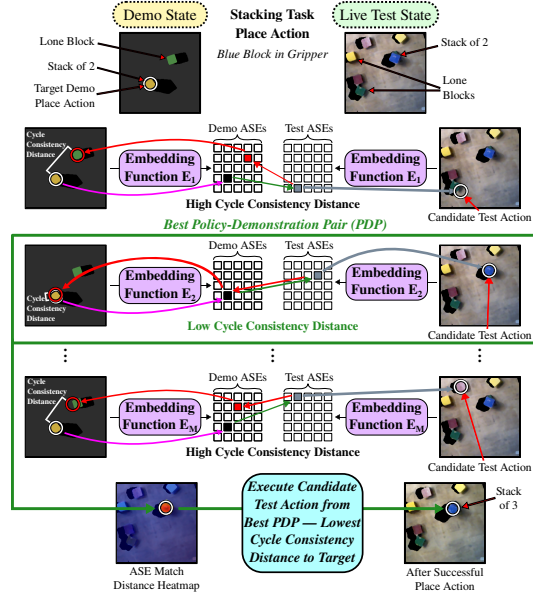 Demo State
Stacking Task
Place Action
Blue Block in Gripper
Live Test State
Lone Block
Stack of 2
Target Demo
Place Action
Stack of 2
Lone
Blocks
Cycle
Consistency
Distance
Embedding
Function E1
Demo ASEs
Test ASEs
Embedding
Function E1
High Cycle Consistency Distance
Candidate Test Action
Best Policy-Demonstration Pair (PDP)
Cycle
Consistency
Distance
Embedding
Function E2
Demo ASEs
Test ASEs
Embedding
Function E2
Low Cycle Consistency Distance
Candidate Test Action
⋮ ⋮ ⋮
Cycle
Consistency
Distance
Embedding
Function EM
Demo ASEs
Test ASEs
Embedding
Function EM
High Cycle Consistency Distance
Candidate Test Action
Execute Candidate
Test Action from
Best PDP — Lowest
Cycle Consistency
Distance to Target
Stack
of 3
ASE Match
Distance Heatmap
After Successful
Place Action